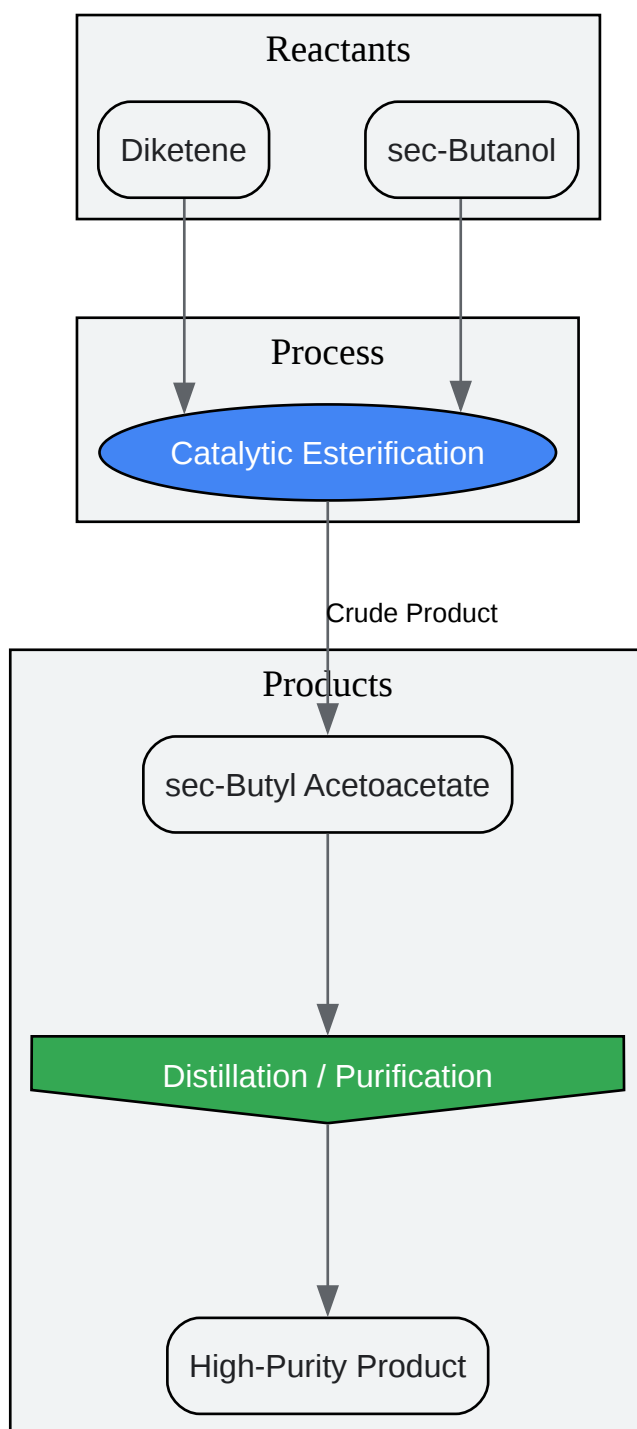 Reactants
Diketene
sec-Butanol
Process
Catalytic Esterification
Crude Product
Products
sec-Butyl Acetoacetate
Distillation / Purification
High-Purity Product